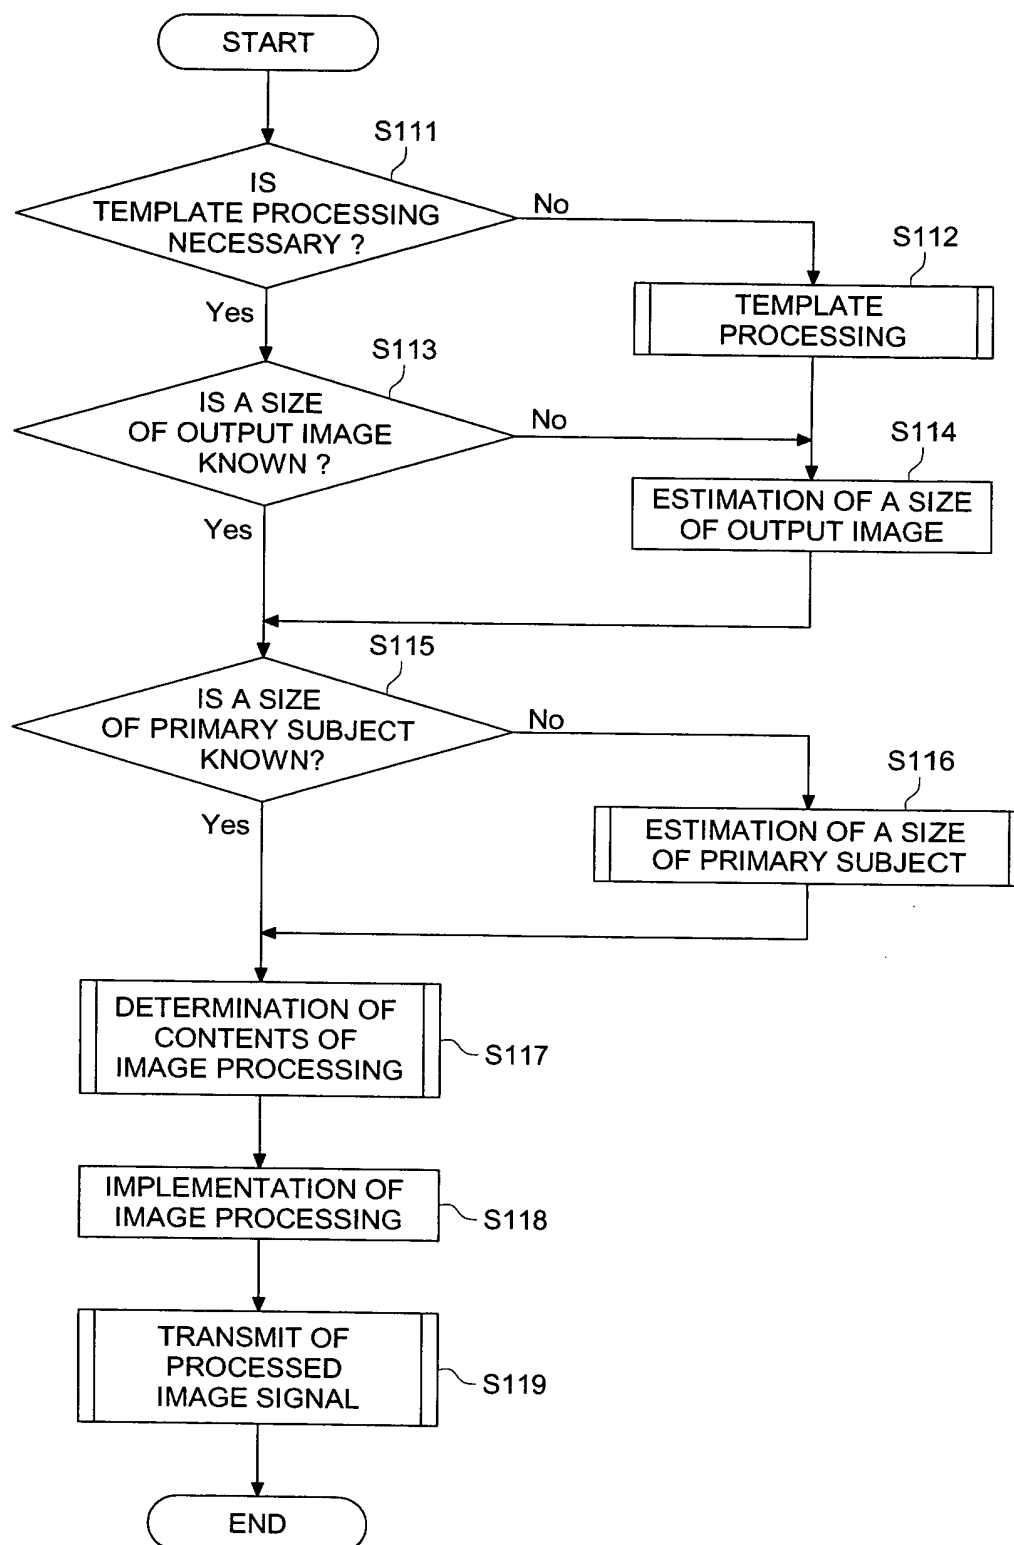 START
S111
IS
TEMPLATE PROCESSING
NECESSARY ?
No
S112
TEMPLATE
PROCESSING
Yes
S113
IS A SIZE
OF OUTPUT IMAGE
KNOWN ?
No
S114
ESTIMATION OF A SIZE
OF OUTPUT IMAGE
Yes
S115
IS A SIZE
OF PRIMARY SUBJECT
KNOWN?
No
S116
ESTIMATION OF A SIZE
OF PRIMARY SUBJECT
Yes
DETERMINATION OF
CONTENTS OF
IMAGE PROCESSING
S117
IMPLEMENTATION OF
IMAGE PROCESSING
S118
TRANSMIT OF
PROCESSED
IMAGE SIGNAL
S119
END